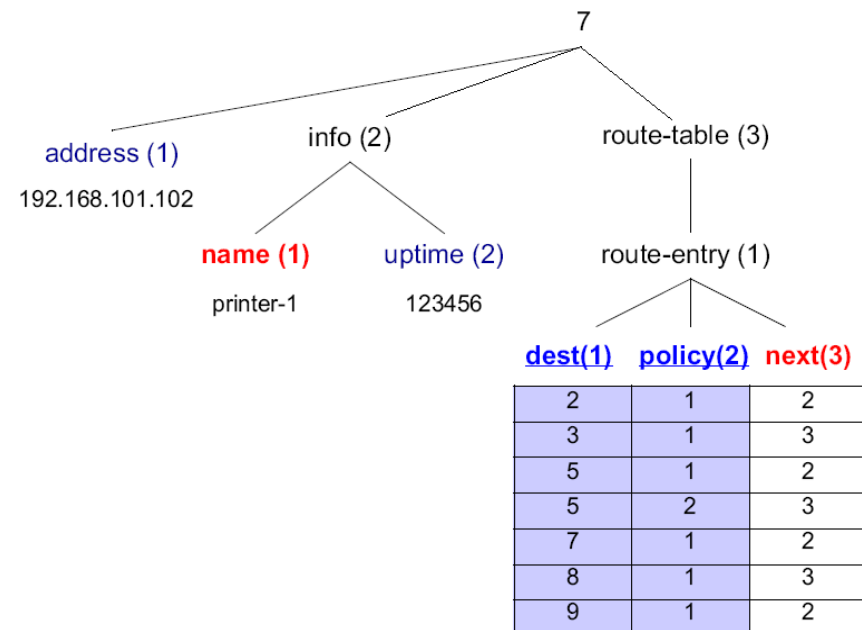 7
address (1)
info (2)
route-table (3)
192.168.101.102
name (1)
uptime (2)
route-entry (1)
printer-1
123456
dest(1) policy(2) next(3)
2 1 2
3 1 3
5 1 2
5 2 3
7 1 2
8 1 3
9 1 2